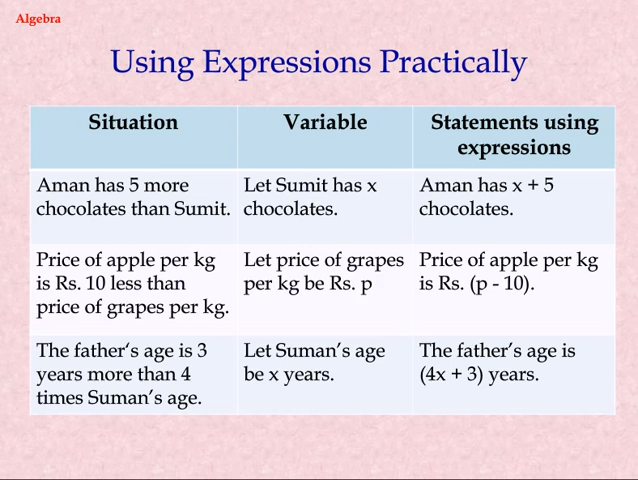 Algebra
Using Expressions Practically
Situation
Variable
Statements using
expressions
Aman has 5 more
chocolates than Sumit.
Let Sumit has x
chocolates.
Aman has x + 5
chocolates.
Price of apple per kg
is Rs. 10 less than
price of grapes per kg.
Let price of grapes
per kg be Rs. p
Price of apple per kg
is Rs. (p - 10).
The father‘s age is 3
years more than 4
times Suman’s age.
Let Suman’s age
be x years.
The father’s age is
(4x + 3) years.